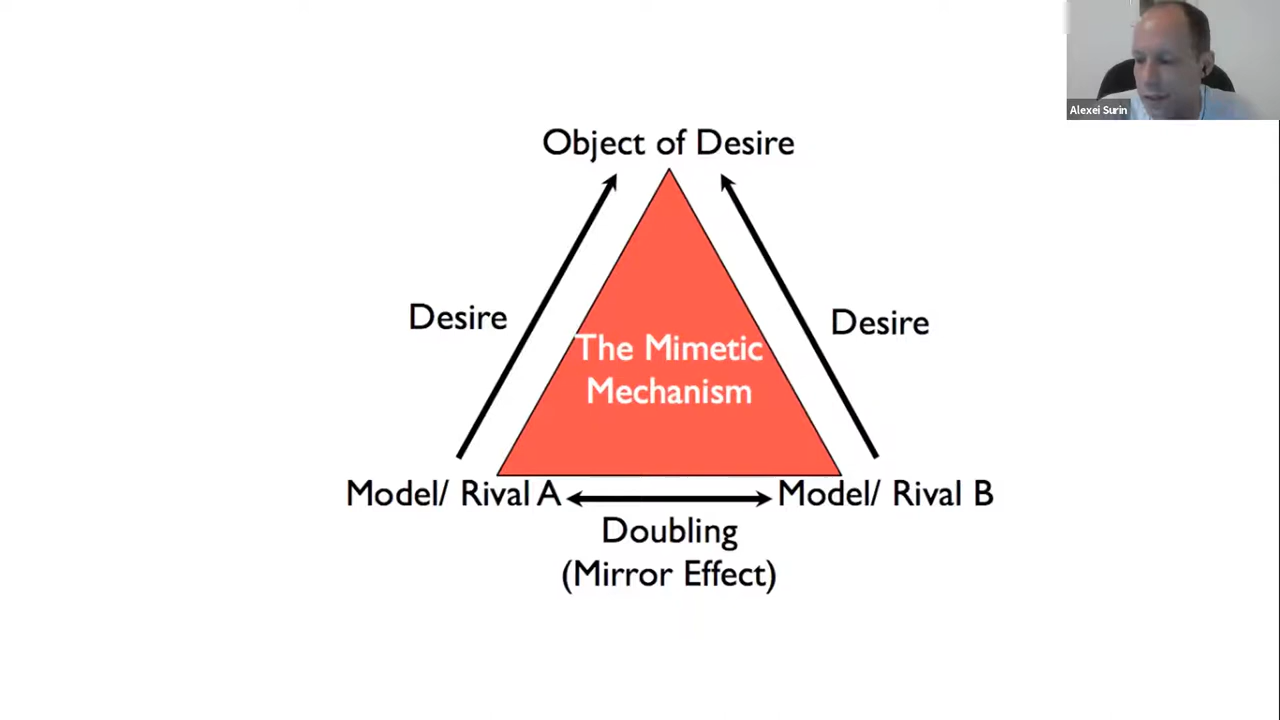 Alexei Surin
Object of Desire
Desire
Desire
The Mimetic
Mechanism
Model/ Rival A
Model/ Rival B
Doubling
(Mirror Effect)